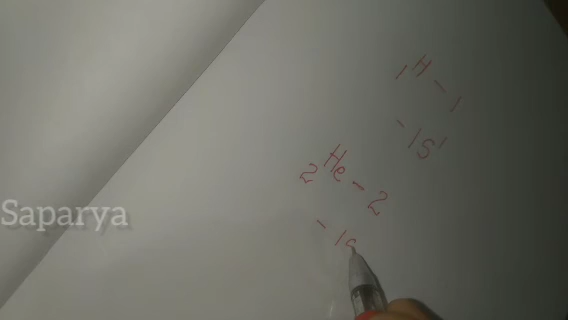 ₁H - 1
- 1S¹
₂He - 2
- 1s
Saparya